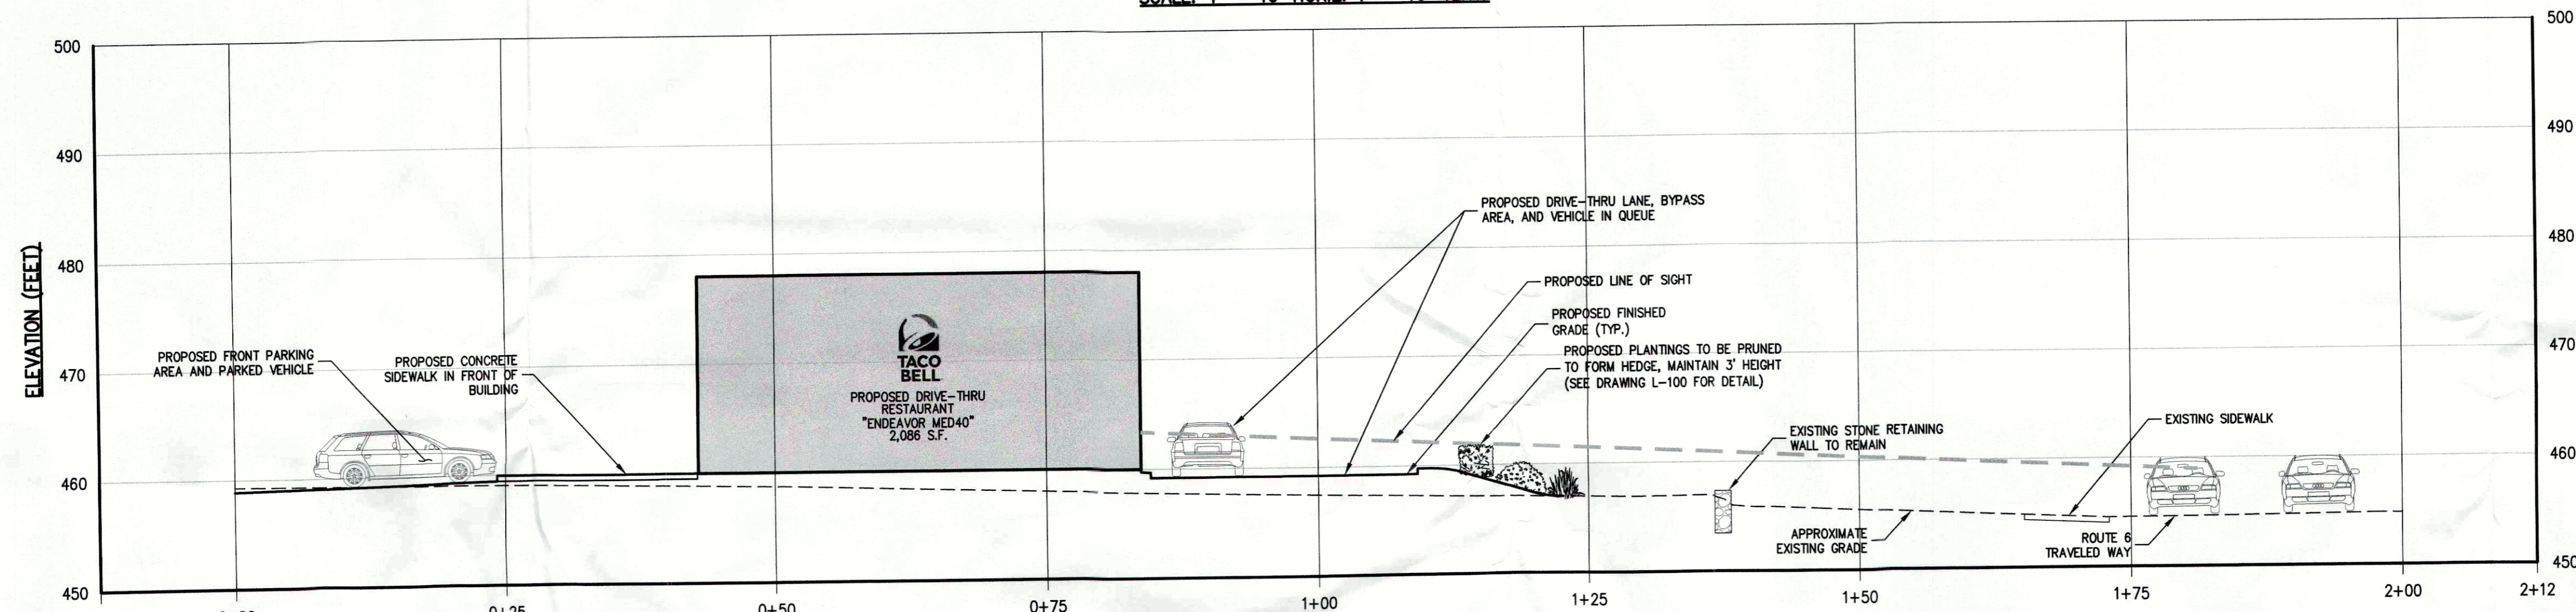 500
490
480
470
460
450
ELEVATION (FEET)
500
490
480
470
460
450
PROPOSED FRONT PARKING
AREA AND PARKED VEHICLE
PROPOSED CONCRETE
SIDEWALK IN FRONT OF
BUILDING
TACO
BELL
PROPOSED DRIVE-THRU
RESTAURANT
"ENDEAVOR MED40"
2,086 S.F.
PROPOSED DRIVE-THRU LANE, BYPASS
AREA, AND VEHICLE IN QUEUE
PROPOSED LINE OF SIGHT
PROPOSED FINISHED
GRADE (TYP.)
PROPOSED PLANTINGS TO BE PRUNED
TO FORM HEDGE, MAINTAIN 3' HEIGHT
(SEE DRAWING L-100 FOR DETAIL)
EXISTING STONE RETAINING
WALL TO REMAIN
EXISTING SIDEWALK
APPROXIMATE
EXISTING GRADE
ROUTE 6
TRAVELED WAY
0+25
0+50
0+75
1+00
1+25
1+50
1+75
2+00
2+12